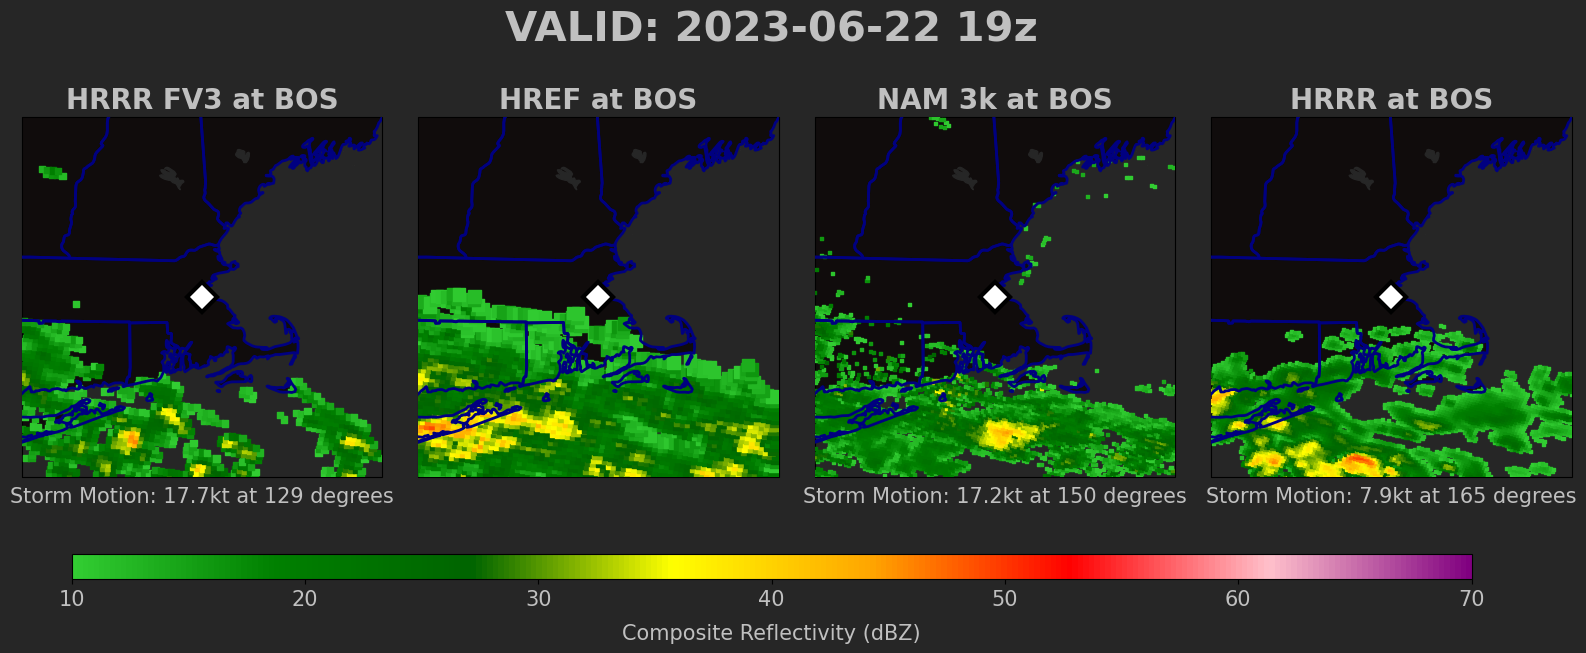 VALID: 2023-06-22 19z
HRRR FV3 at BOS
HREF at BOS
NAM 3k at BOS
HRRR at BOS
Storm Motion: 17.7kt at 129 degrees
Storm Motion: 17.2kt at 150 degrees
Storm Motion: 7.9kt at 165 degrees
10 20 30 40 50 60 70
Composite Reflectivity (dBZ)